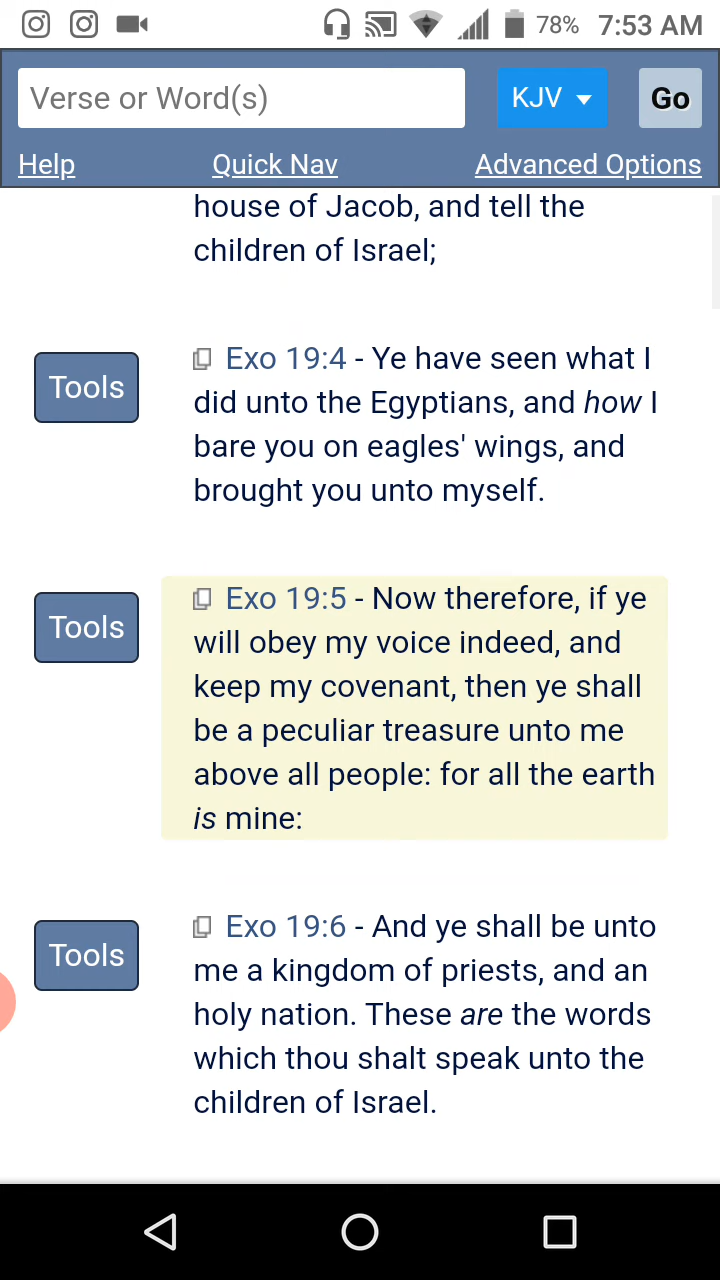 78% 7:53 AM
Verse or Word(s) KJV Go
Help Quick Nav Advanced Options
house of Jacob, and tell the
children of Israel;
Exo 19:4 - Ye have seen what I
Tools
did unto the Egyptians, and how I
bare you on eagles' wings, and
brought you unto myself.
Exo 19:5 - Now therefore, if ye
Tools
will obey my voice indeed, and
keep my covenant, then ye shall
be a peculiar treasure unto me
above all people: for all the earth
is mine:
Exo 19:6 - And ye shall be unto
Tools
me a kingdom of priests, and an
holy nation. These are the words
which thou shalt speak unto the
children of Israel.